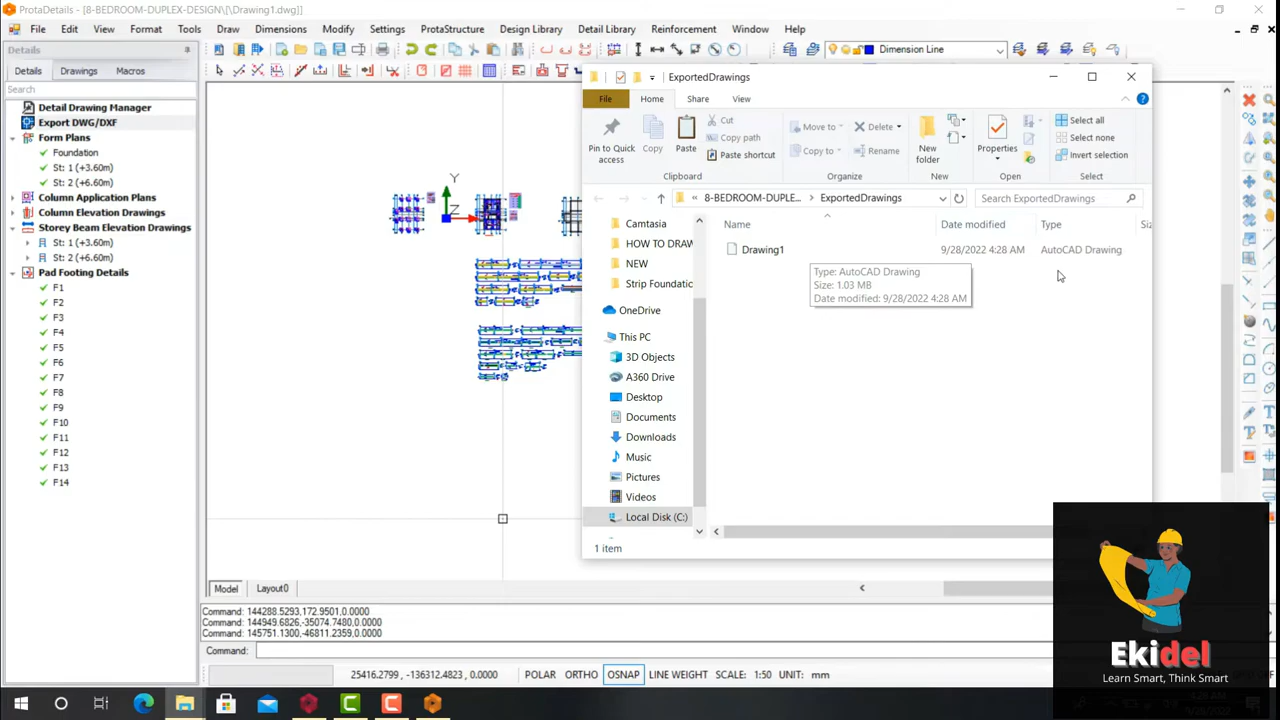 ProtaDetails - [8-BEDROOM-DUPLEX-DESIGN\[\Drawing1.dwg]
File Edit View Format Tools Draw Dimensions Modify Settings ProtaStructure Design Library Detail Library Reinforcement Window Help
Dimension Line
Details
Details Drawings Macros
Search
Detail Drawing Manager
Export DWG/DXF
Form Plans
Foundation
St: 1 (+3.60m)
St: 2 (+6.60m)
Column Application Plans
Column Elevation Drawings
Storey Beam Elevation Drawings
St: 1 (+3.60m)
St: 2 (+6.60m)
Pad Footing Details
F1
F2
F3
F4
F5
F6
F7
F8
F9
F10
F11
F12
F13
F14
Y
Z
ExportedDrawings
File Home Share View
Pin to Quick access
Copy
Paste
Cut
Copy path
Paste shortcut
Clipboard
Move to
Copy to
Delete
Rename
Organize
New folder
New
Properties
Open
Select all
Select none
Invert selection
Select
« 8-BEDROOM-DUPLE... › ExportedDrawings
Search ExportedDrawings
Camtasia
HOW TO DRAW
NEW
Strip Foundatic
OneDrive
This PC
3D Objects
A360 Drive
Desktop
Documents
Downloads
Music
Pictures
Videos
Local Disk (C:)
Name Date modified Type Siz
Drawing1 9/28/2022 4:28 AM AutoCAD Drawing
Type: AutoCAD Drawing
Size: 1.03 MB
Date modified: 9/28/2022 4:28 AM
1 item
Model Layout0
Command: 144288.5293,172.9501,0.0000
Command: 144949.6826,-35074.7480,0.0000
Command: 145751.1300,-46811.2359,0.0000
Command:
25416.2799 , -136312.4823 , 0.0000 POLAR ORTHO OSNAP LINE WEIGHT SCALE: 1:50 UNIT: mm
Ekidel
Learn Smart, Think Smart